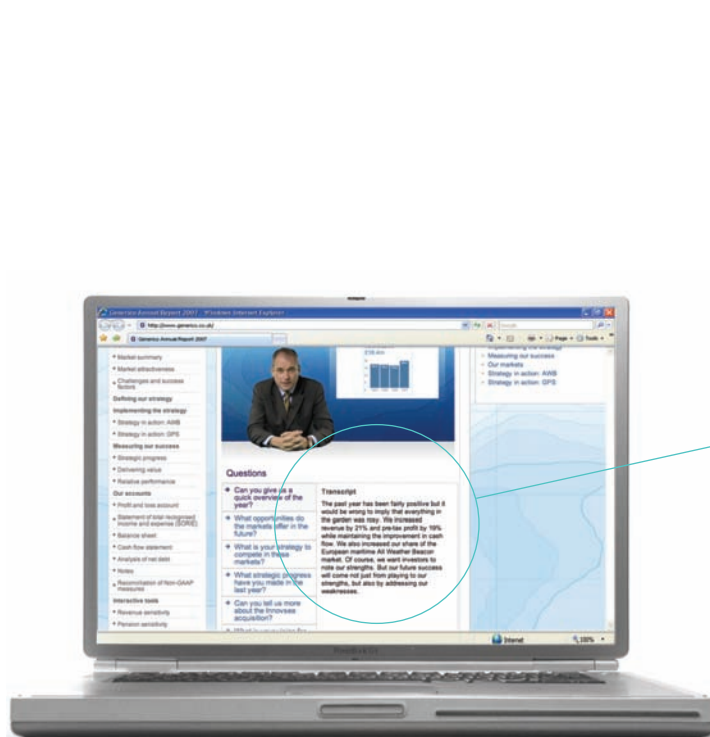 Generico Annual Report 2007 - Windows Internet Explorer
http://www.generico.co.uk/
Google
Generico Annual Report 2007
Page
Tools
Market summary
Market attractiveness
Challenges and success
factors
Defining our strategy
Implementing the strategy
Strategy in action: AWB
Strategy in action: GPS
Measuring our success
Strategic progress
Delivering value
Relative performance
Our accounts
Profit and loss account
Statement of total recognised
income and expense (SORIE)
Balance sheet
Cash flow statement
Analysis of net debt
Notes
Reconciliation of Non-GAAP
measures
Interactive tools
Revenue sensitivity
Pension sensitivity
Questions
Can you give us a
quick overview of the
year?
What opportunities do
the markets offer in the
future?
What is your strategy to
compete in these
markets?
What strategic progress
have you made in the
last year?
Can you tell us more
about the Innovsea
acquisition?
Transcript
The past year has been fairly positive but it
would be wrong to imply that everything in
the garden was rosy. We increased
revenue by 21% and pre-tax profit by 19%
while maintaining the improvement in cash
flow. We also increased our share of the
European maritime All Weather Beacon
market. Of course, we want investors to
note our strengths. But our future success
will come not just from playing to our
strengths, but also by addressing our
weaknesses.
Implementing the strategy
Measuring our success
Our markets
Strategy in action: AWB
Strategy in action: GPS
Internet
100%